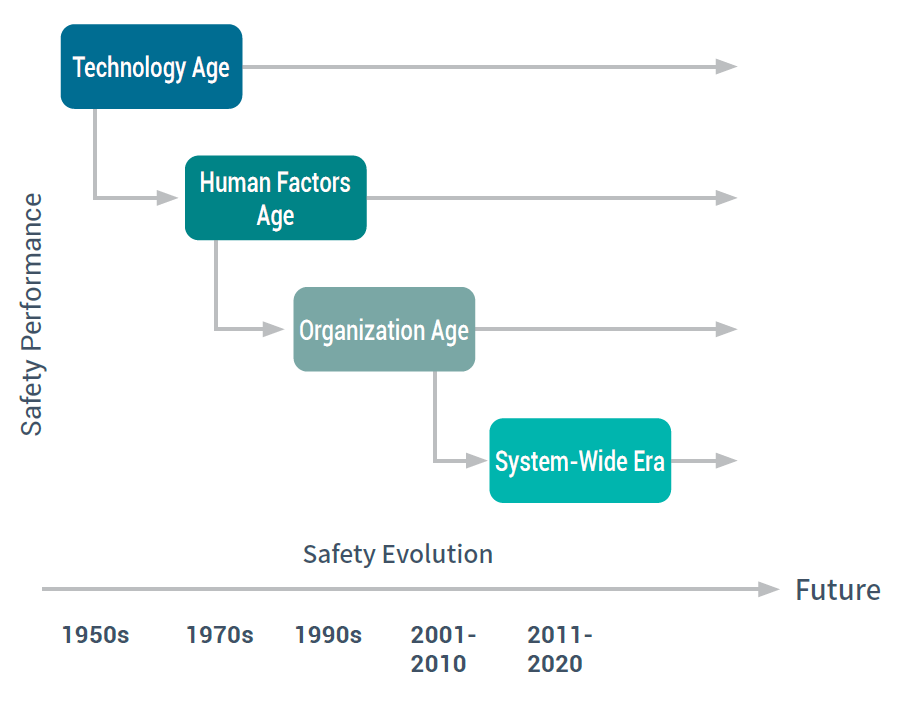 Technology Age
Human Factors
Age
Organization Age
System-Wide Era
Safety Performance
Safety Evolution
Future
1950s
1970s
1990s
2001-
2010
2011-
2020